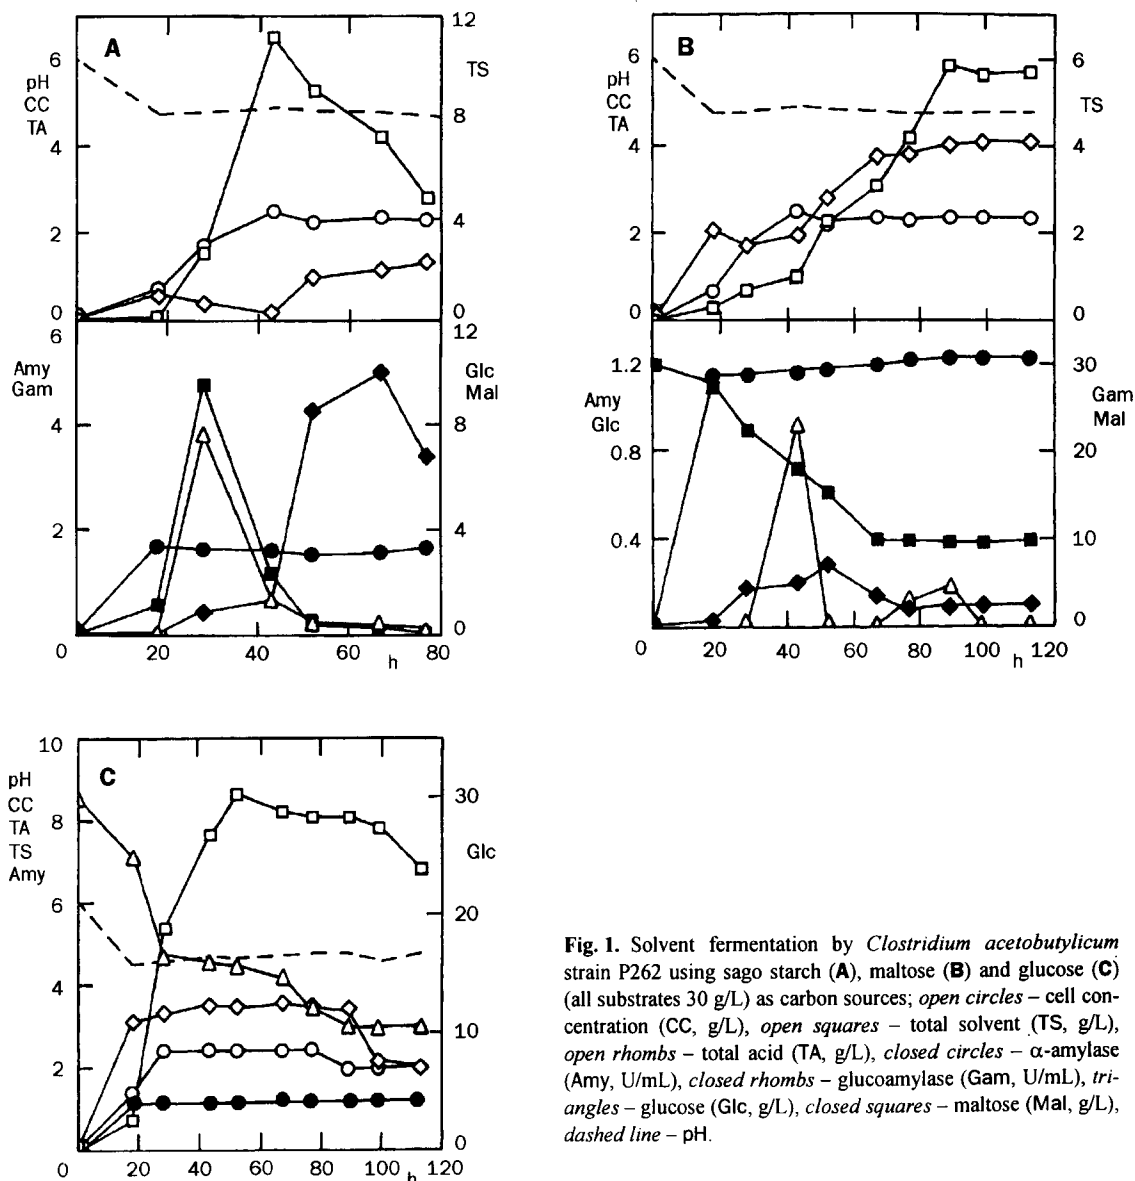 A
12
6
pH
CC
TA
TS
8
4
4
2
0
0
6
12
Amy
Gam
Glc
Mal
4
8
2
4
0
0 20 40 60 h 80
B
6
6
pH
CC
TA
TS
4
4
2
2
0
0
1.2
30
Amy
Glc
Gam
Mal
0.8
20
0.4
10
0
0 20 40 60 80 100 h 120
10
C
pH
CC
TA
TS
Amy
30
8
Glc
6
20
4
10
2
0
0 20 40 60 80 100 h 120
Fig. 1. Solvent fermentation by Clostridium acetobutylicum
strain P262 using sago starch (A), maltose (B) and glucose (C)
(all substrates 30 g/L) as carbon sources; open circles – cell con-
centration (CC, g/L), open squares – total solvent (TS, g/L),
open rhombs – total acid (TA, g/L), closed circles – α-amylase
(Amy, U/mL), closed rhombs – glucoamylase (Gam, U/mL), tri-
angles – glucose (Glc, g/L), closed squares – maltose (Mal, g/L),
dashed line – pH.